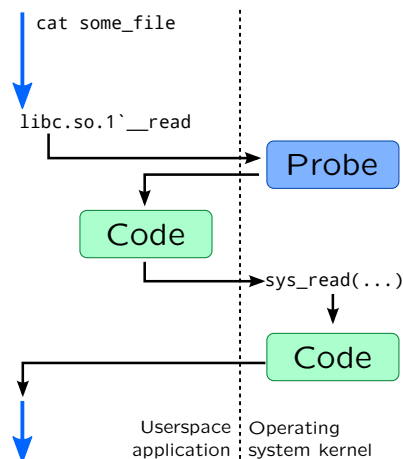 cat some_file
libc.so.1`__read
Probe
Code
sys_read(...)
Code
Userspace application
Operating system kernel